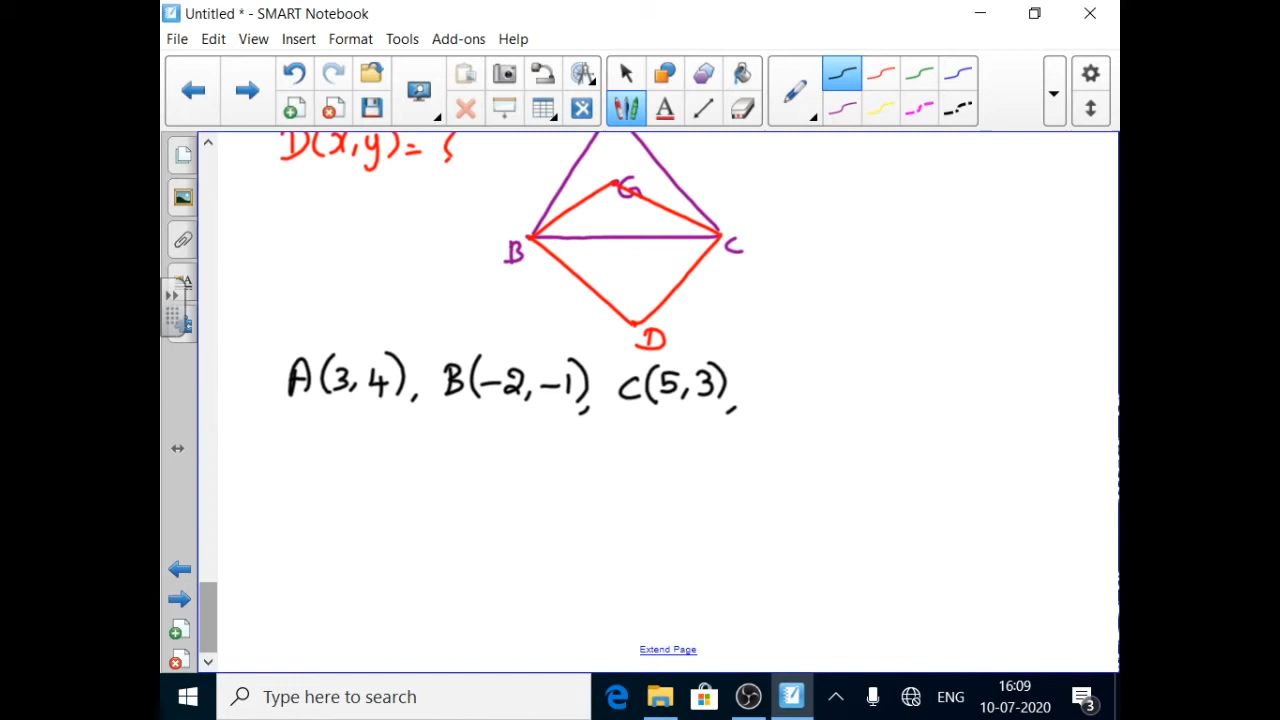 Untitled * - SMART Notebook
File Edit View Insert Format Tools Add-ons Help
D(x,y) =
G
B
C
D
A(3,4), B(-2,-1), C(5,3),
Extend Page
Type here to search
ENG
16:09
10-07-2020
3